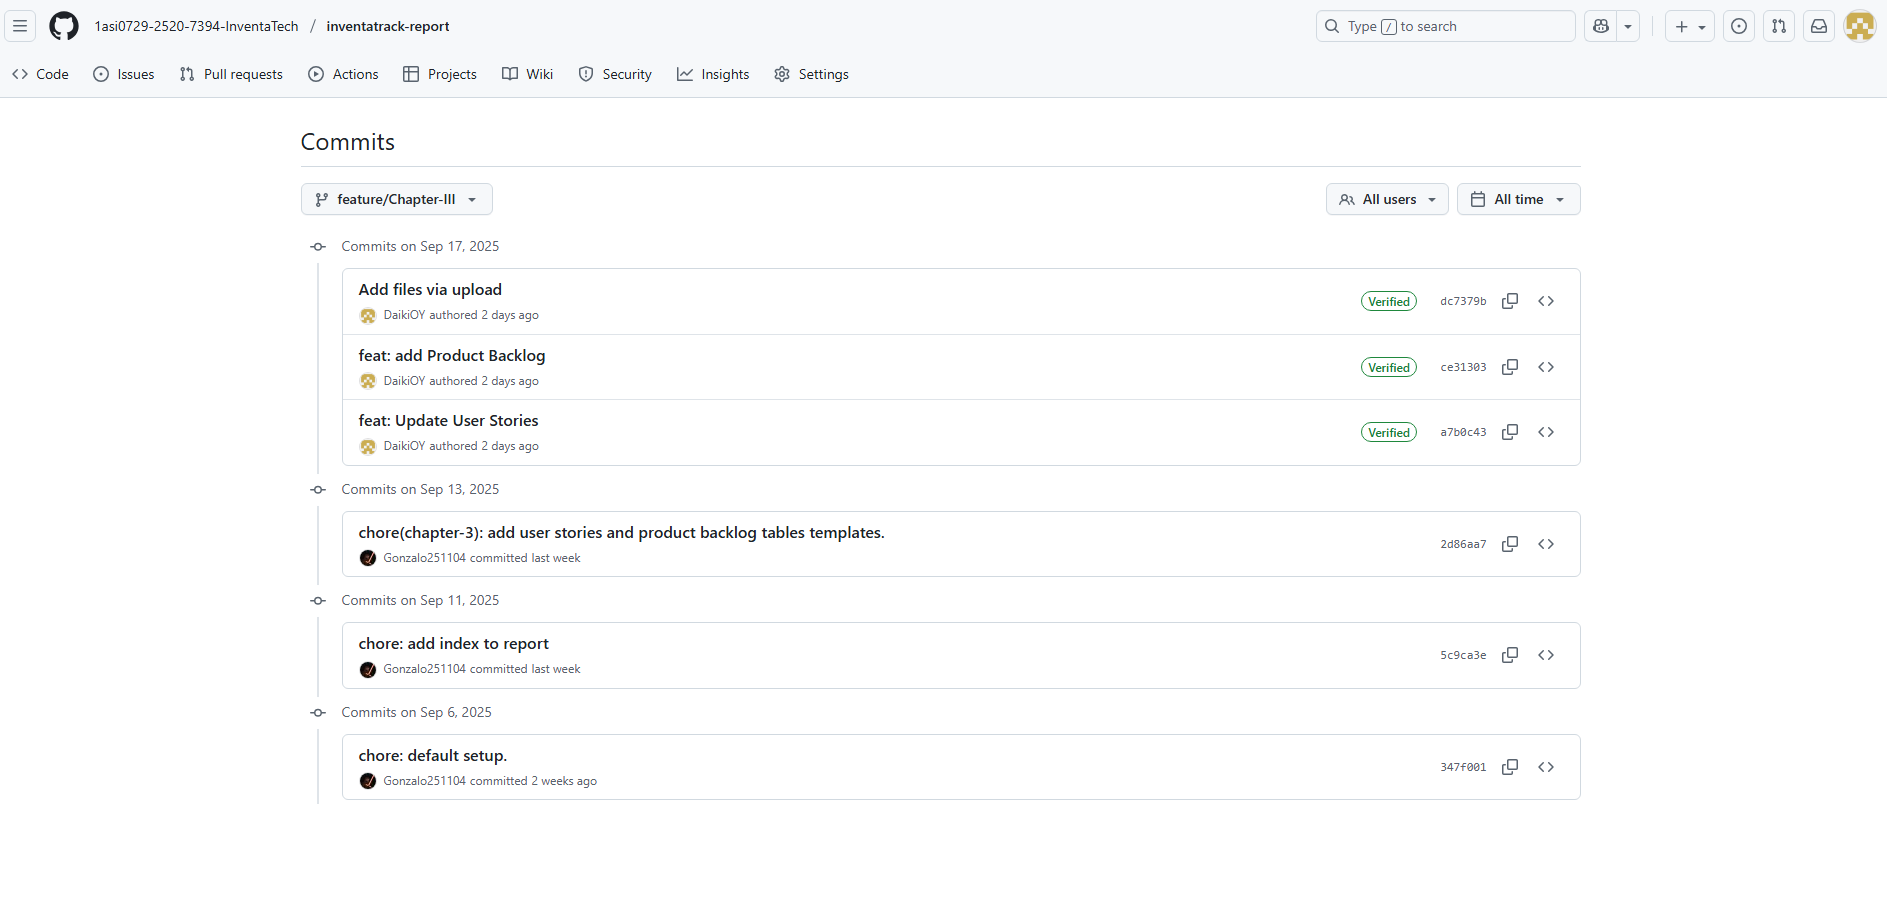 1asi0729-2520-7394-InventaTech / inventatrack-report
Type / to search
Code
Issues
Pull requests
Actions
Projects
Wiki
Security
Insights
Settings
Commits
feature/Chapter-III
All users
All time
Commits on Sep 17, 2025
Add files via upload
DaikiOY authored 2 days ago
Verified
dc7379b
feat: add Product Backlog
DaikiOY authored 2 days ago
Verified
ce31303
feat: Update User Stories
DaikiOY authored 2 days ago
Verified
a7b0c43
Commits on Sep 13, 2025
chore(chapter-3): add user stories and product backlog tables templates.
Gonzalo251104 committed last week
2d86aa7
Commits on Sep 11, 2025
chore: add index to report
Gonzalo251104 committed last week
5c9ca3e
Commits on Sep 6, 2025
chore: default setup.
Gonzalo251104 committed 2 weeks ago
347f001